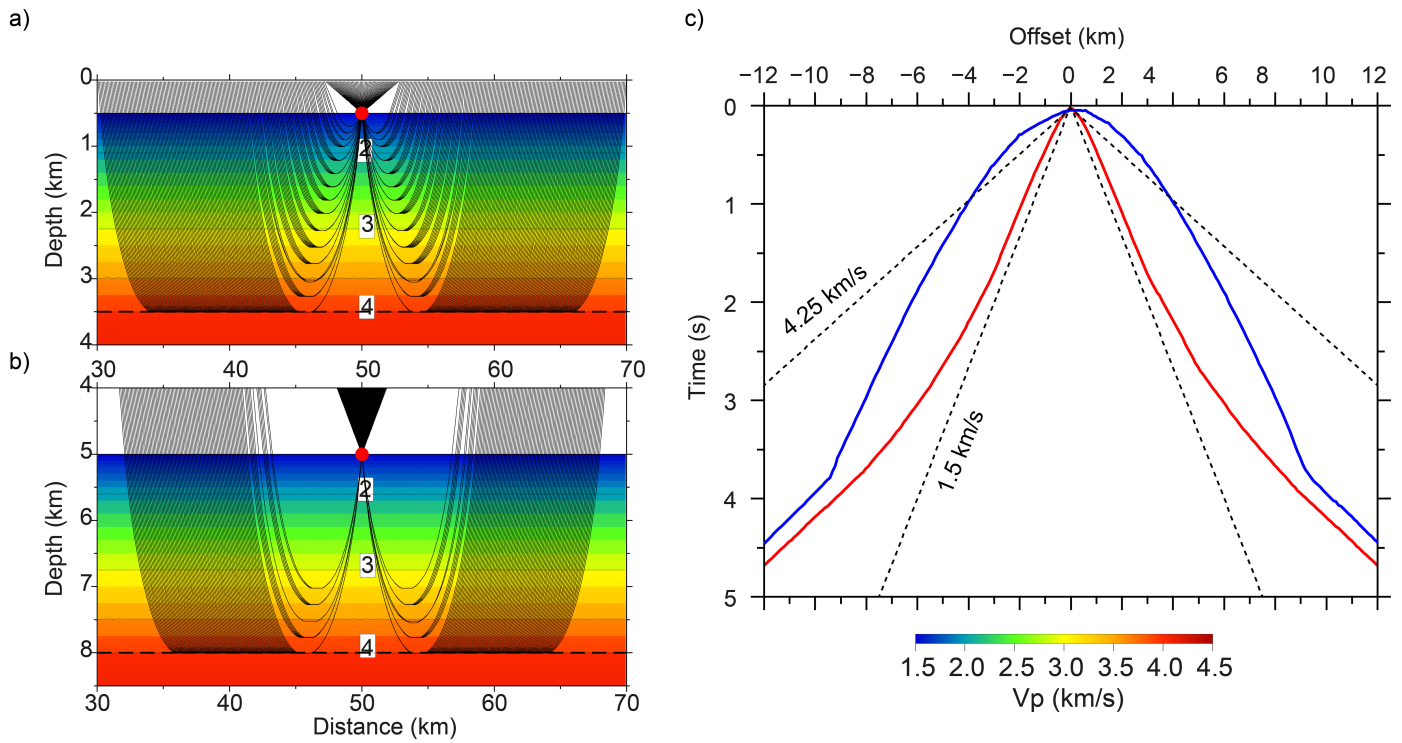 a)
0
1
2
3
4
Depth (km)
2
3
4
30 40 50 60 70
b)
4
5
6
7
8
Depth (km)
2
3
4
30 40 50 60 70
Distance (km)
c)
Offset (km)
−12 −10 −8 −6 −4 −2 0 2 4 6 8 10 12
0
1
2
3
4
5
Time (s)
4.25 km/s
1.5 km/s
1.5 2.0 2.5 3.0 3.5 4.0 4.5
Vp (km/s)